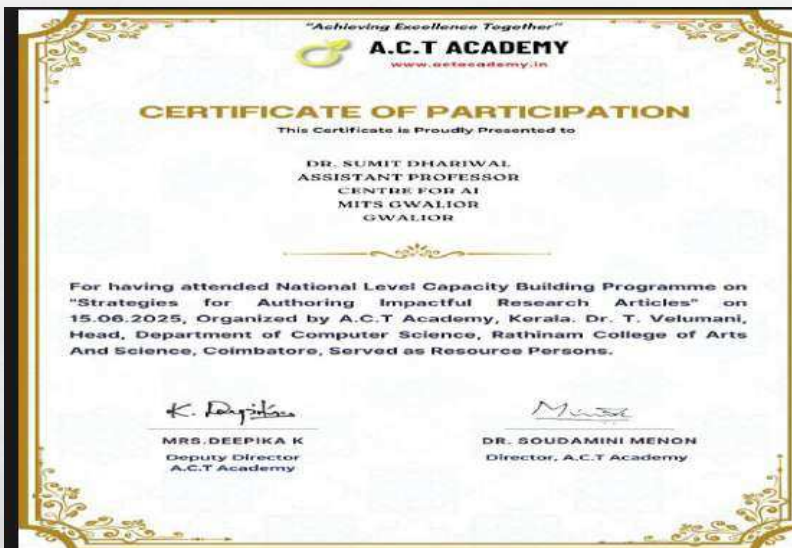 "Achieving Excellence Together"
A.C.T ACADEMY
www.actacademy.in
CERTIFICATE OF PARTICIPATION
This Certificate is Proudly Presented to
DR. SUMIT DHARIWAL
ASSISTANT PROFESSOR
CENTRE FOR AI
MITS GWALIOR
GWALIOR
For having attended National Level Capacity Building Programme on
"Strategies for Authoring Impactful Research Articles" on
15.06.2025, Organized by A.C.T Academy, Kerala. Dr. T. Velumani,
Head, Department of Computer Science, Rathinam College of Arts
And Science, Coimbatore, Served as Resource Persons.
K. Deepika
MRS.DEEPIKA K
Deputy Director
A.C.T Academy
DR. SOUDAMINI MENON
Director, A.C.T Academy